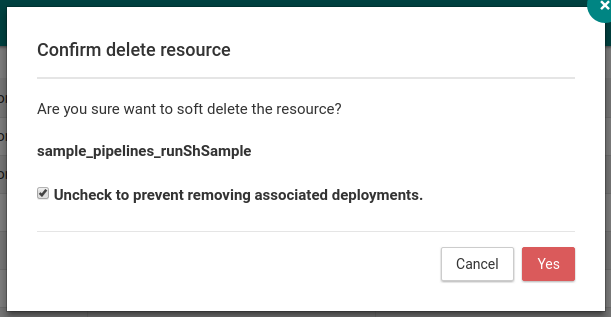 Confirm delete resource
Are you sure want to soft delete the resource?
sample_pipelines_runShSample
Uncheck to prevent removing associated deployments.
Cancel Yes